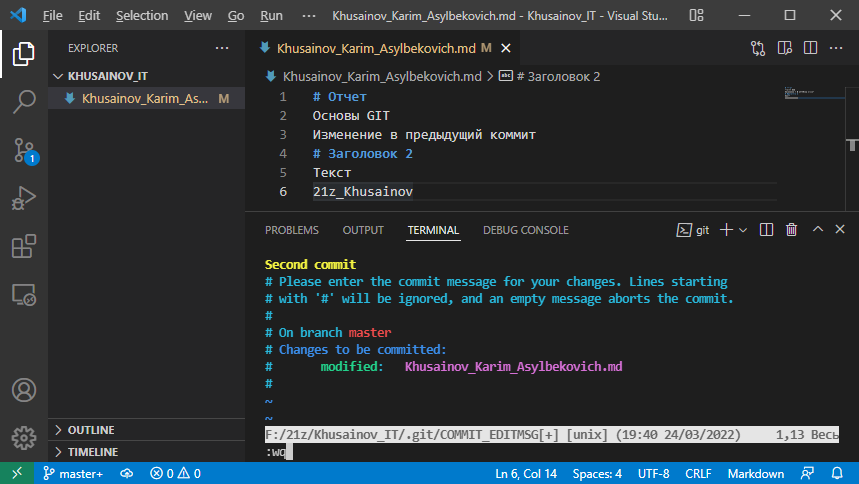 File Edit Selection View Go Run ··· Khusainov_Karim_Asylbekovich.md - Khusainov_IT - Visual Stu...
EXPLORER ···
KHUSAINOV_IT
Khusainov_Karim_As... M
Khusainov_Karim_Asylbekovich.md M
Khusainov_Karim_Asylbekovich.md > # Заголовок 2
1 # Отчет
2 Основы GIT
3 Изменение в предыдущий коммит
4 # Заголовок 2
5 Текст
6 21z_Khusainov
1
PROBLEMS OUTPUT TERMINAL DEBUG CONSOLE
git
Second commit
# Please enter the commit message for your changes. Lines starting
# with '#' will be ignored, and an empty message aborts the commit.
#
# On branch master
# Changes to be committed:
# modified: Khusainov_Karim_Asylbekovich.md
#
~
~
F:/21z/Khusainov_IT/.git/COMMIT_EDITMSG[+] [unix] (19:40 24/03/2022) 1,13 Весь
:wq
OUTLINE
TIMELINE
master+ 0 0 Ln 6, Col 14 Spaces: 4 UTF-8 CRLF Markdown